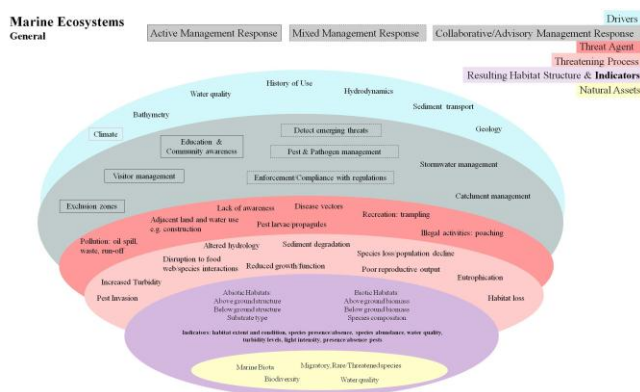 Marine Ecosystems
General
Drivers
Active Management Response
Mixed Management Response
Collaborative/Advisory Management Response
Threat Agent
Threatening Process
Resulting Habitat Structure & Indicators
Natural Assets
History of Use
Water quality
Hydrodynamics
Bathymetry
Sediment transport
Climate
Geology
Detect emerging threats
Education &
Community awareness
Pest & Pathogen management
Stormwater management
Visitor management
Enforcement/Compliance with regulations
Catchment management
Exclusion zones
Lack of awareness
Disease vectors
Recreation: trampling
Adjacent land and water use
e.g. construction
Pest larvae/propagules
Illegal activities: poaching
Pollution: oil spill,
waste, run-off
Altered hydrology
Sediment degradation
Species loss/population decline
Disruption to food
web/species interactions
Reduced growth/function
Poor reproductive output
Eutrophication
Increased Turbidity
Pest Invasion
Habitat loss
Abiotic Habitats
Above ground structure
Below ground structure
Substrate type
Biotic Habitats
Above ground biomass
Below ground biomass
Species composition
Indicators: habitat extent and condition, species presence/absence, species abundance, water quality,
turbidity levels, light intensity, presence/absence pests
Marine Biota
Migratory, Rare/Threatened species
Biodiversity
Water quality